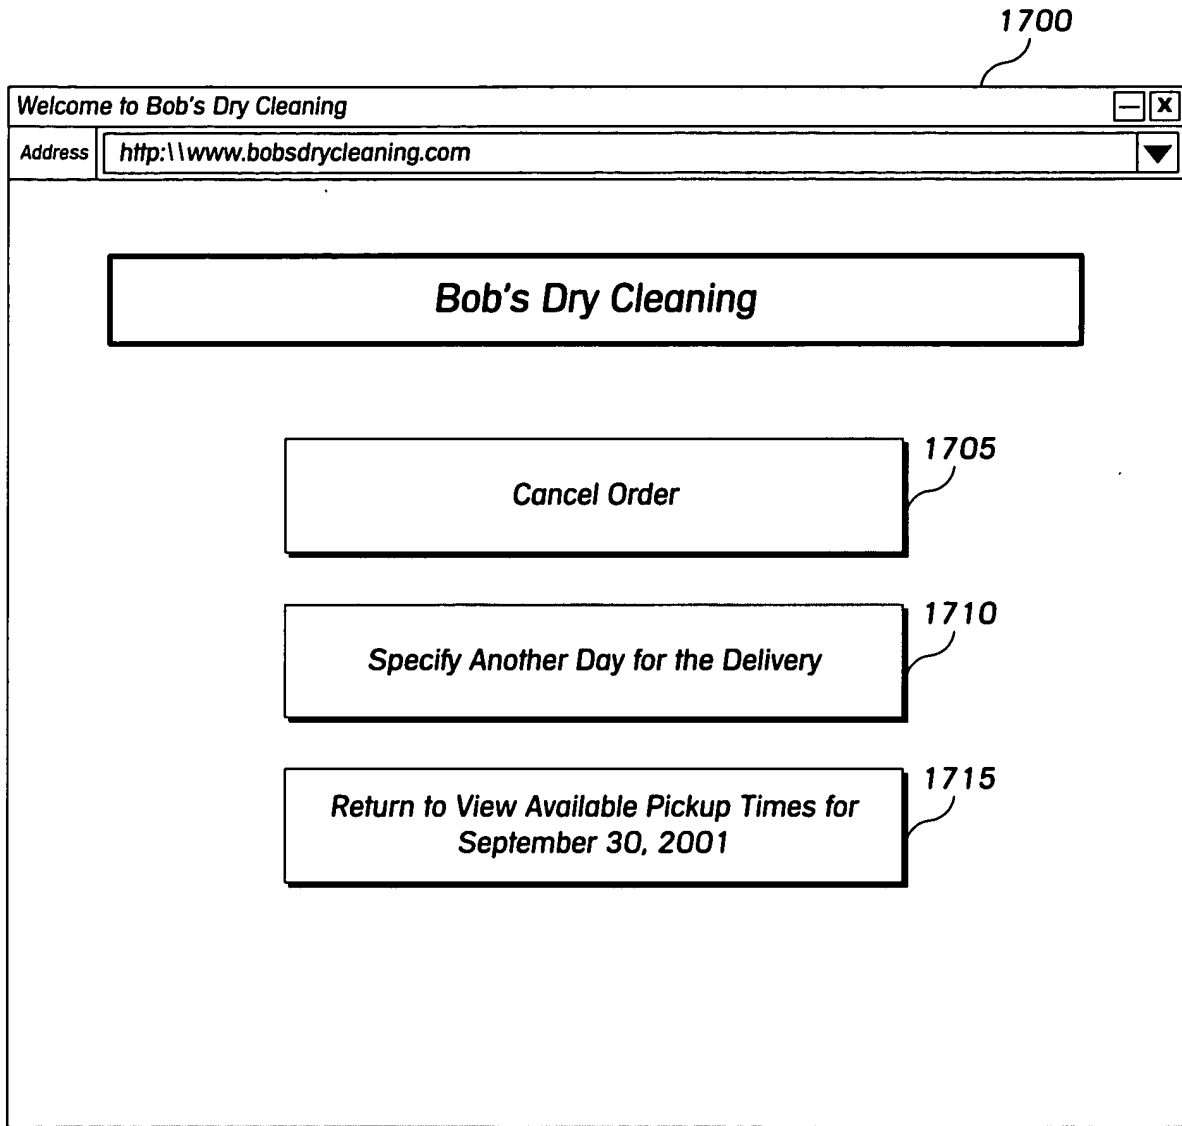 1700
Welcome to Bob's Dry Cleaning
— X
Address http:\\www.bobsdrycleaning.com
Bob's Dry Cleaning
1705
Cancel Order
1710
Specify Another Day for the Delivery
1715
Return to View Available Pickup Times for
September 30, 2001